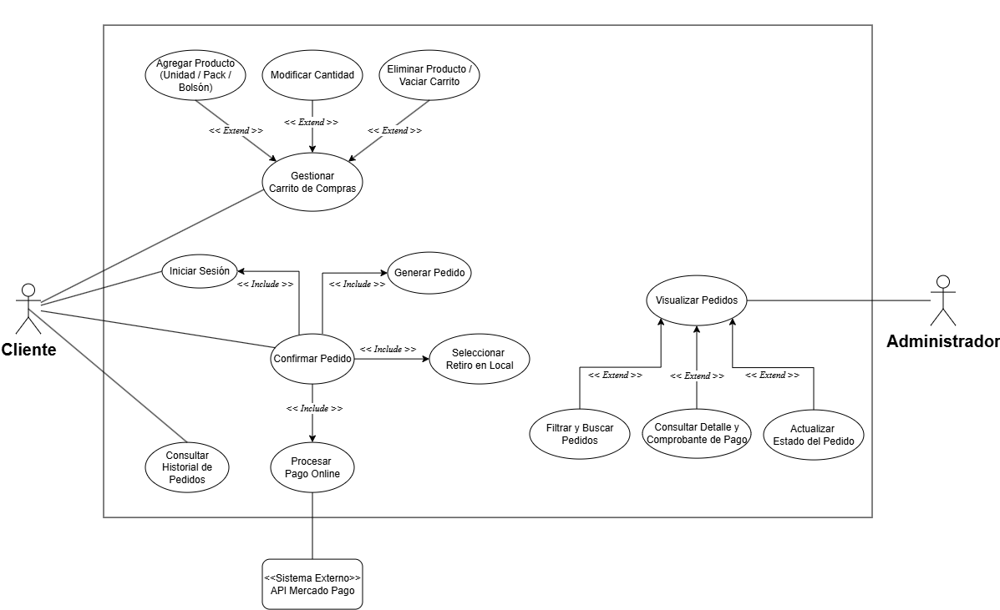 Agregar Producto
(Unidad / Pack /
Bolsón)
Modificar Cantidad
Eliminar Producto /
Vaciar Carrito
<< Extend >>
<< Extend >>
<< Extend >>
Gestionar
Carrito de Compras
Iniciar Sesión
<< Include >>
<< Include >>
Generar Pedido
Cliente
Confirmar Pedido
<< Include >>
Seleccionar
Retiro en Local
<< Include >>
Consultar
Historial de
Pedidos
Procesar
Pago Online
<<Sistema Externo>>
API Mercado Pago
Visualizar Pedidos
Administrador
<< Extend >>
<< Extend >>
<< Extend >>
Filtrar y Buscar
Pedidos
Consultar Detalle y
Comprobante de Pago
Actualizar
Estado del Pedido